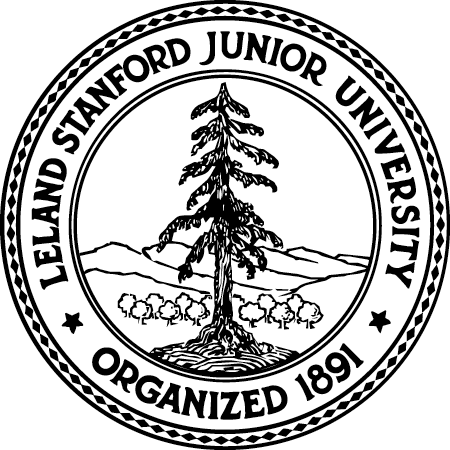 LELAND STANFORD JUNIOR UNIVERSITY
ORGANIZED 1891